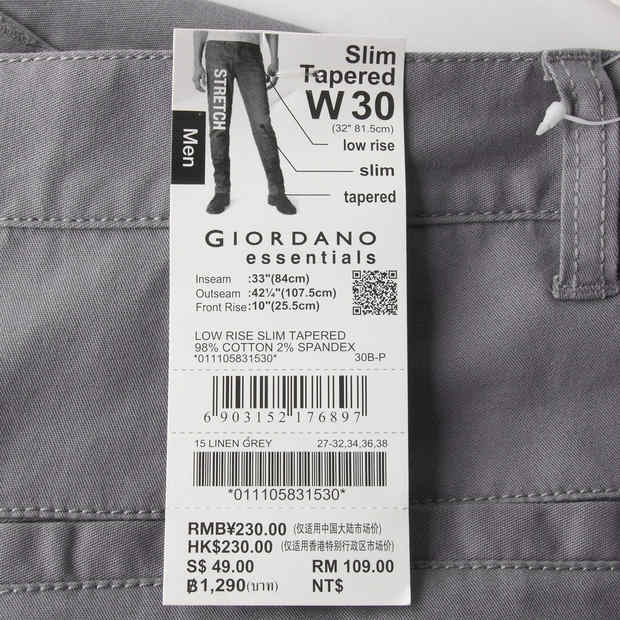 Slim
Tapered
W 30
(32" 81.5cm)
low rise
slim
tapered
STRETCH
Men
GIORDANO
essentials
Inseam :33"(84cm)
Outseam :42¼"(107.5cm)
Front Rise :10"(25.5cm)
LOW RISE SLIM TAPERED
98% COTTON 2% SPANDEX
*011105831530* 30B-P
6 903152 176897
15 LINEN GREY 27-32,34,36,38
*011105831530*
RMB¥230.00 (仅适用中国大陆市场价)
HK$230.00 (仅适用香港特别行政区市场价)
S$ 49.00 RM 109.00
฿1,290 (บาท) NT$